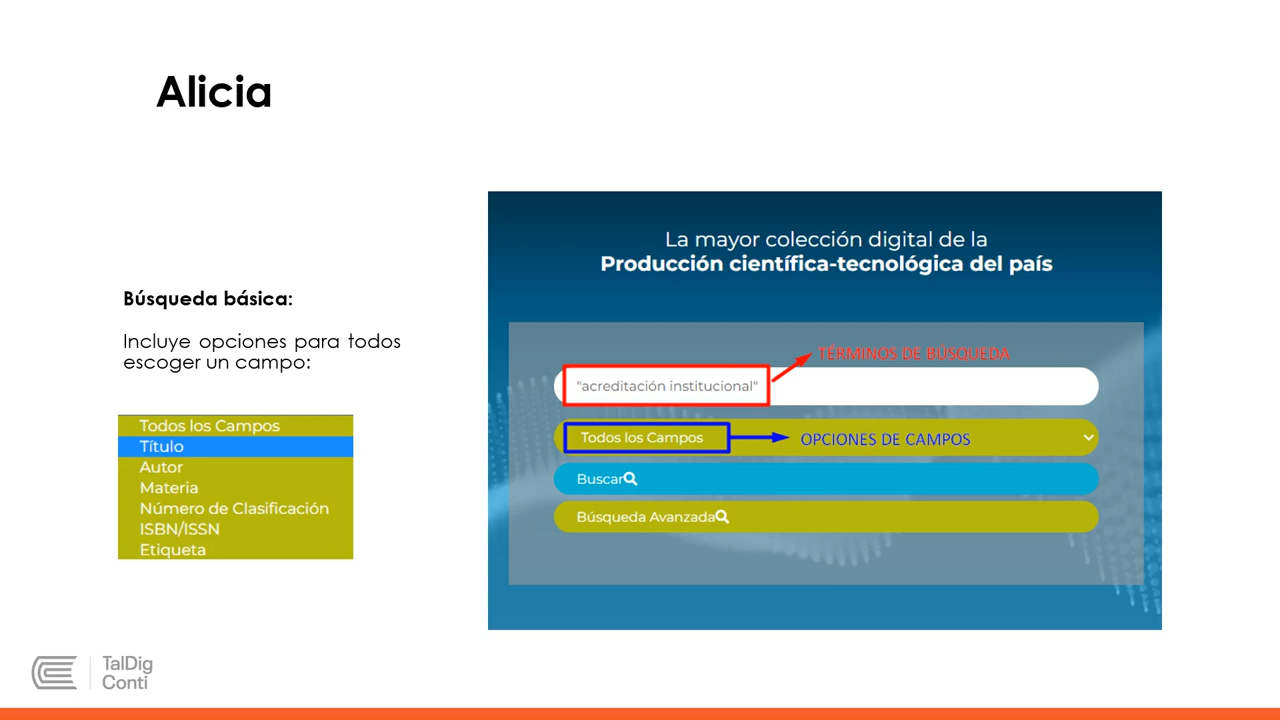 Alicia
Búsqueda básica:
Incluye opciones para todos
escoger un campo:
Todos los Campos
Título
Autor
Materia
Número de Clasificación
ISBN/ISSN
Etiqueta
La mayor colección digital de la
Producción científica-tecnológica del país
TÉRMINOS DE BÚSQUEDA
"acreditación institucional"
Todos los Campos
OPCIONES DE CAMPOS
Buscar
Búsqueda Avanzada
TalDig
Conti